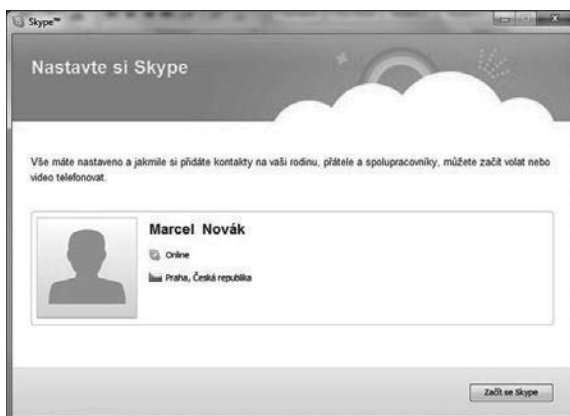 Skype™
Nastavte si Skype
Vše máte nastaveno a jakmile si přidáte kontakty na vaši rodinu, přátele a spolupracovníky, můžete začít volat nebo
video telefonovat.
Marcel Novák
Online
Praha, Česká republika
Začít se Skype